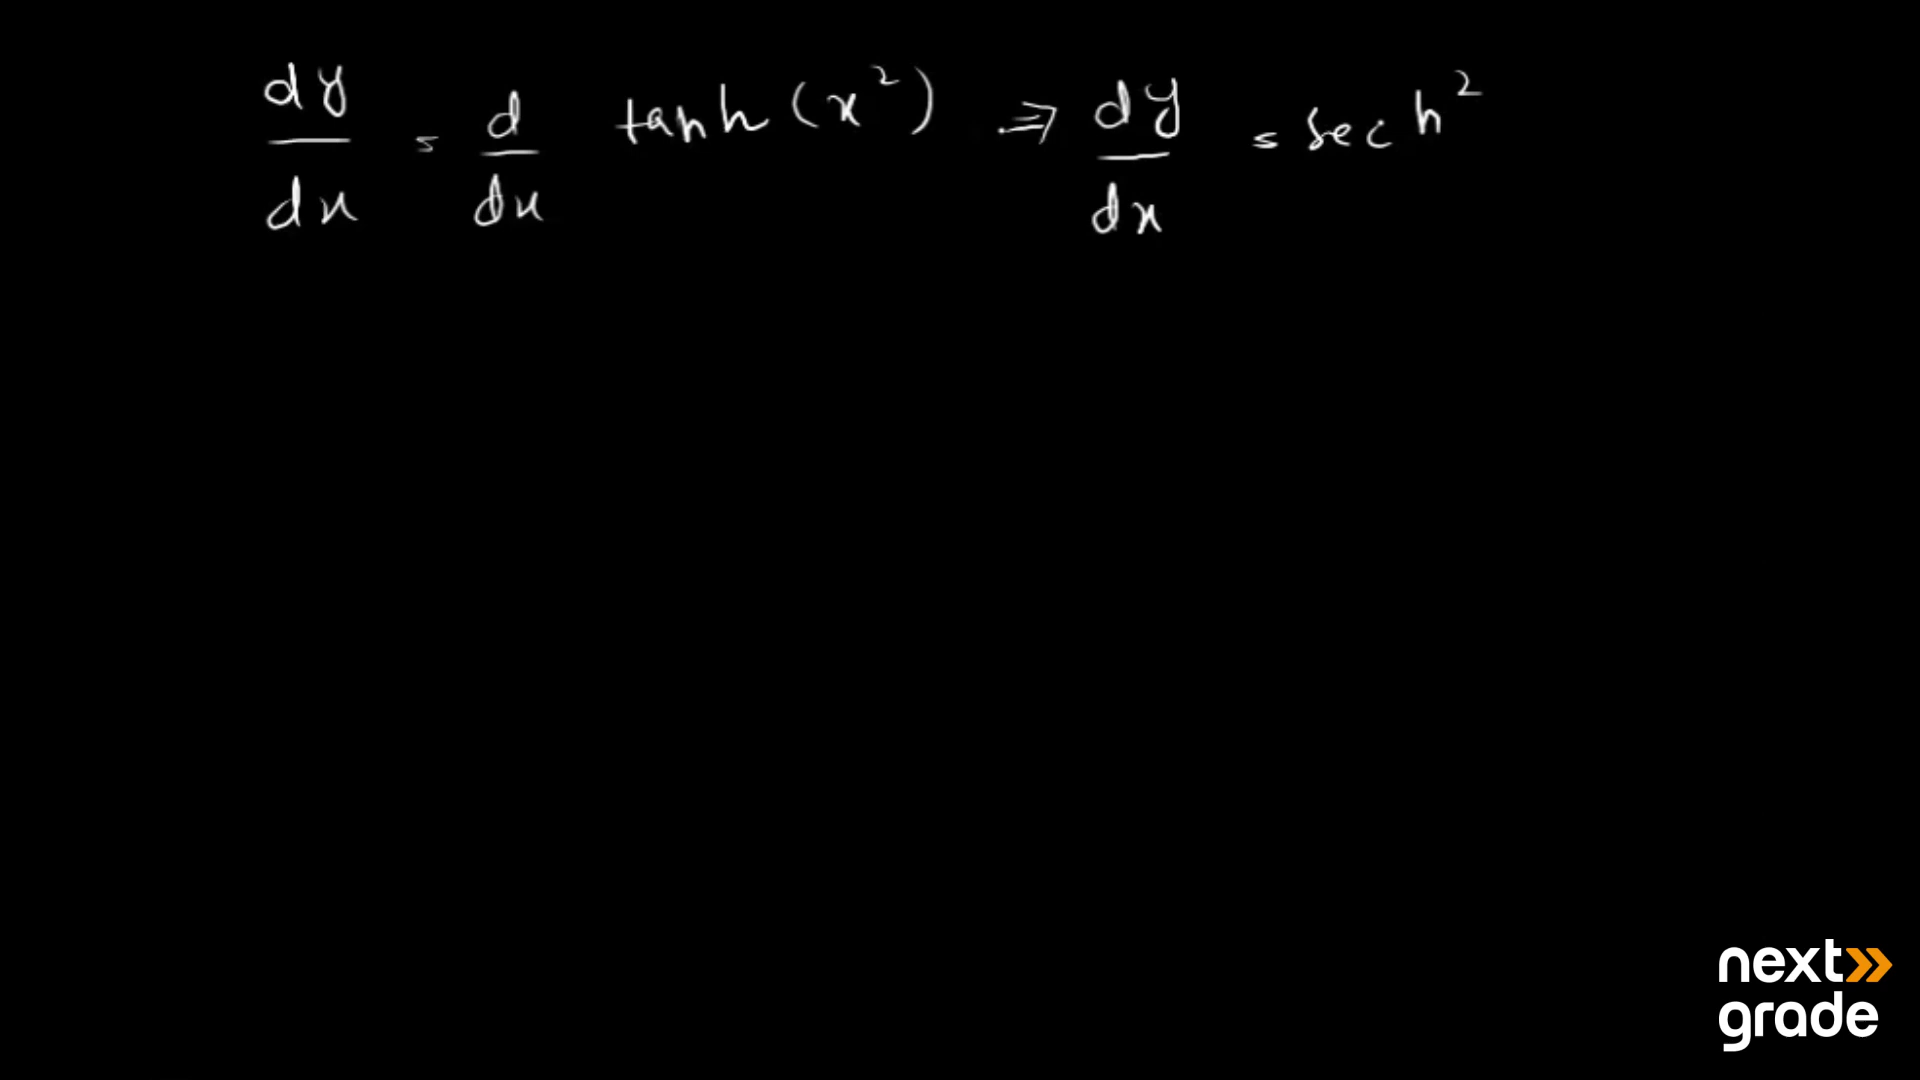 dy/dx = d/dx tanh(x²) ⇒ dy/dx = sech²
next
grade